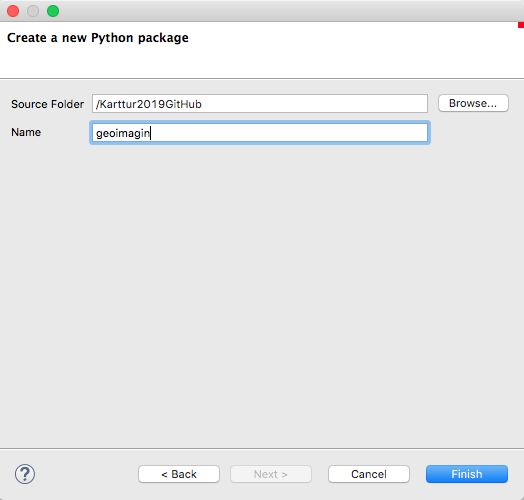 Create a new Python package
Source Folder /Karttur2019GitHub Browse...
Name geoimagin
? < Back Next > Cancel Finish